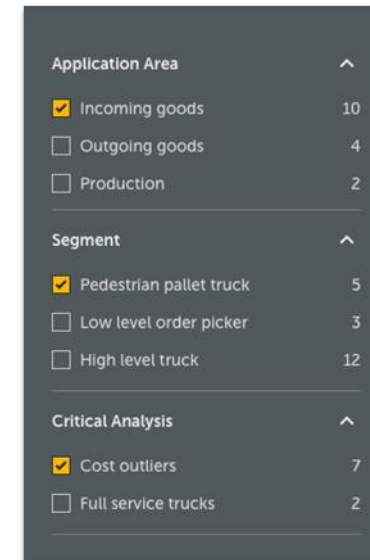 Application Area
Incoming goods 10
Outgoing goods 4
Production 2
Segment
Pedestrian pallet truck 5
Low level order picker 3
High level truck 12
Critical Analysis
Cost outliers 7
Full service trucks 2